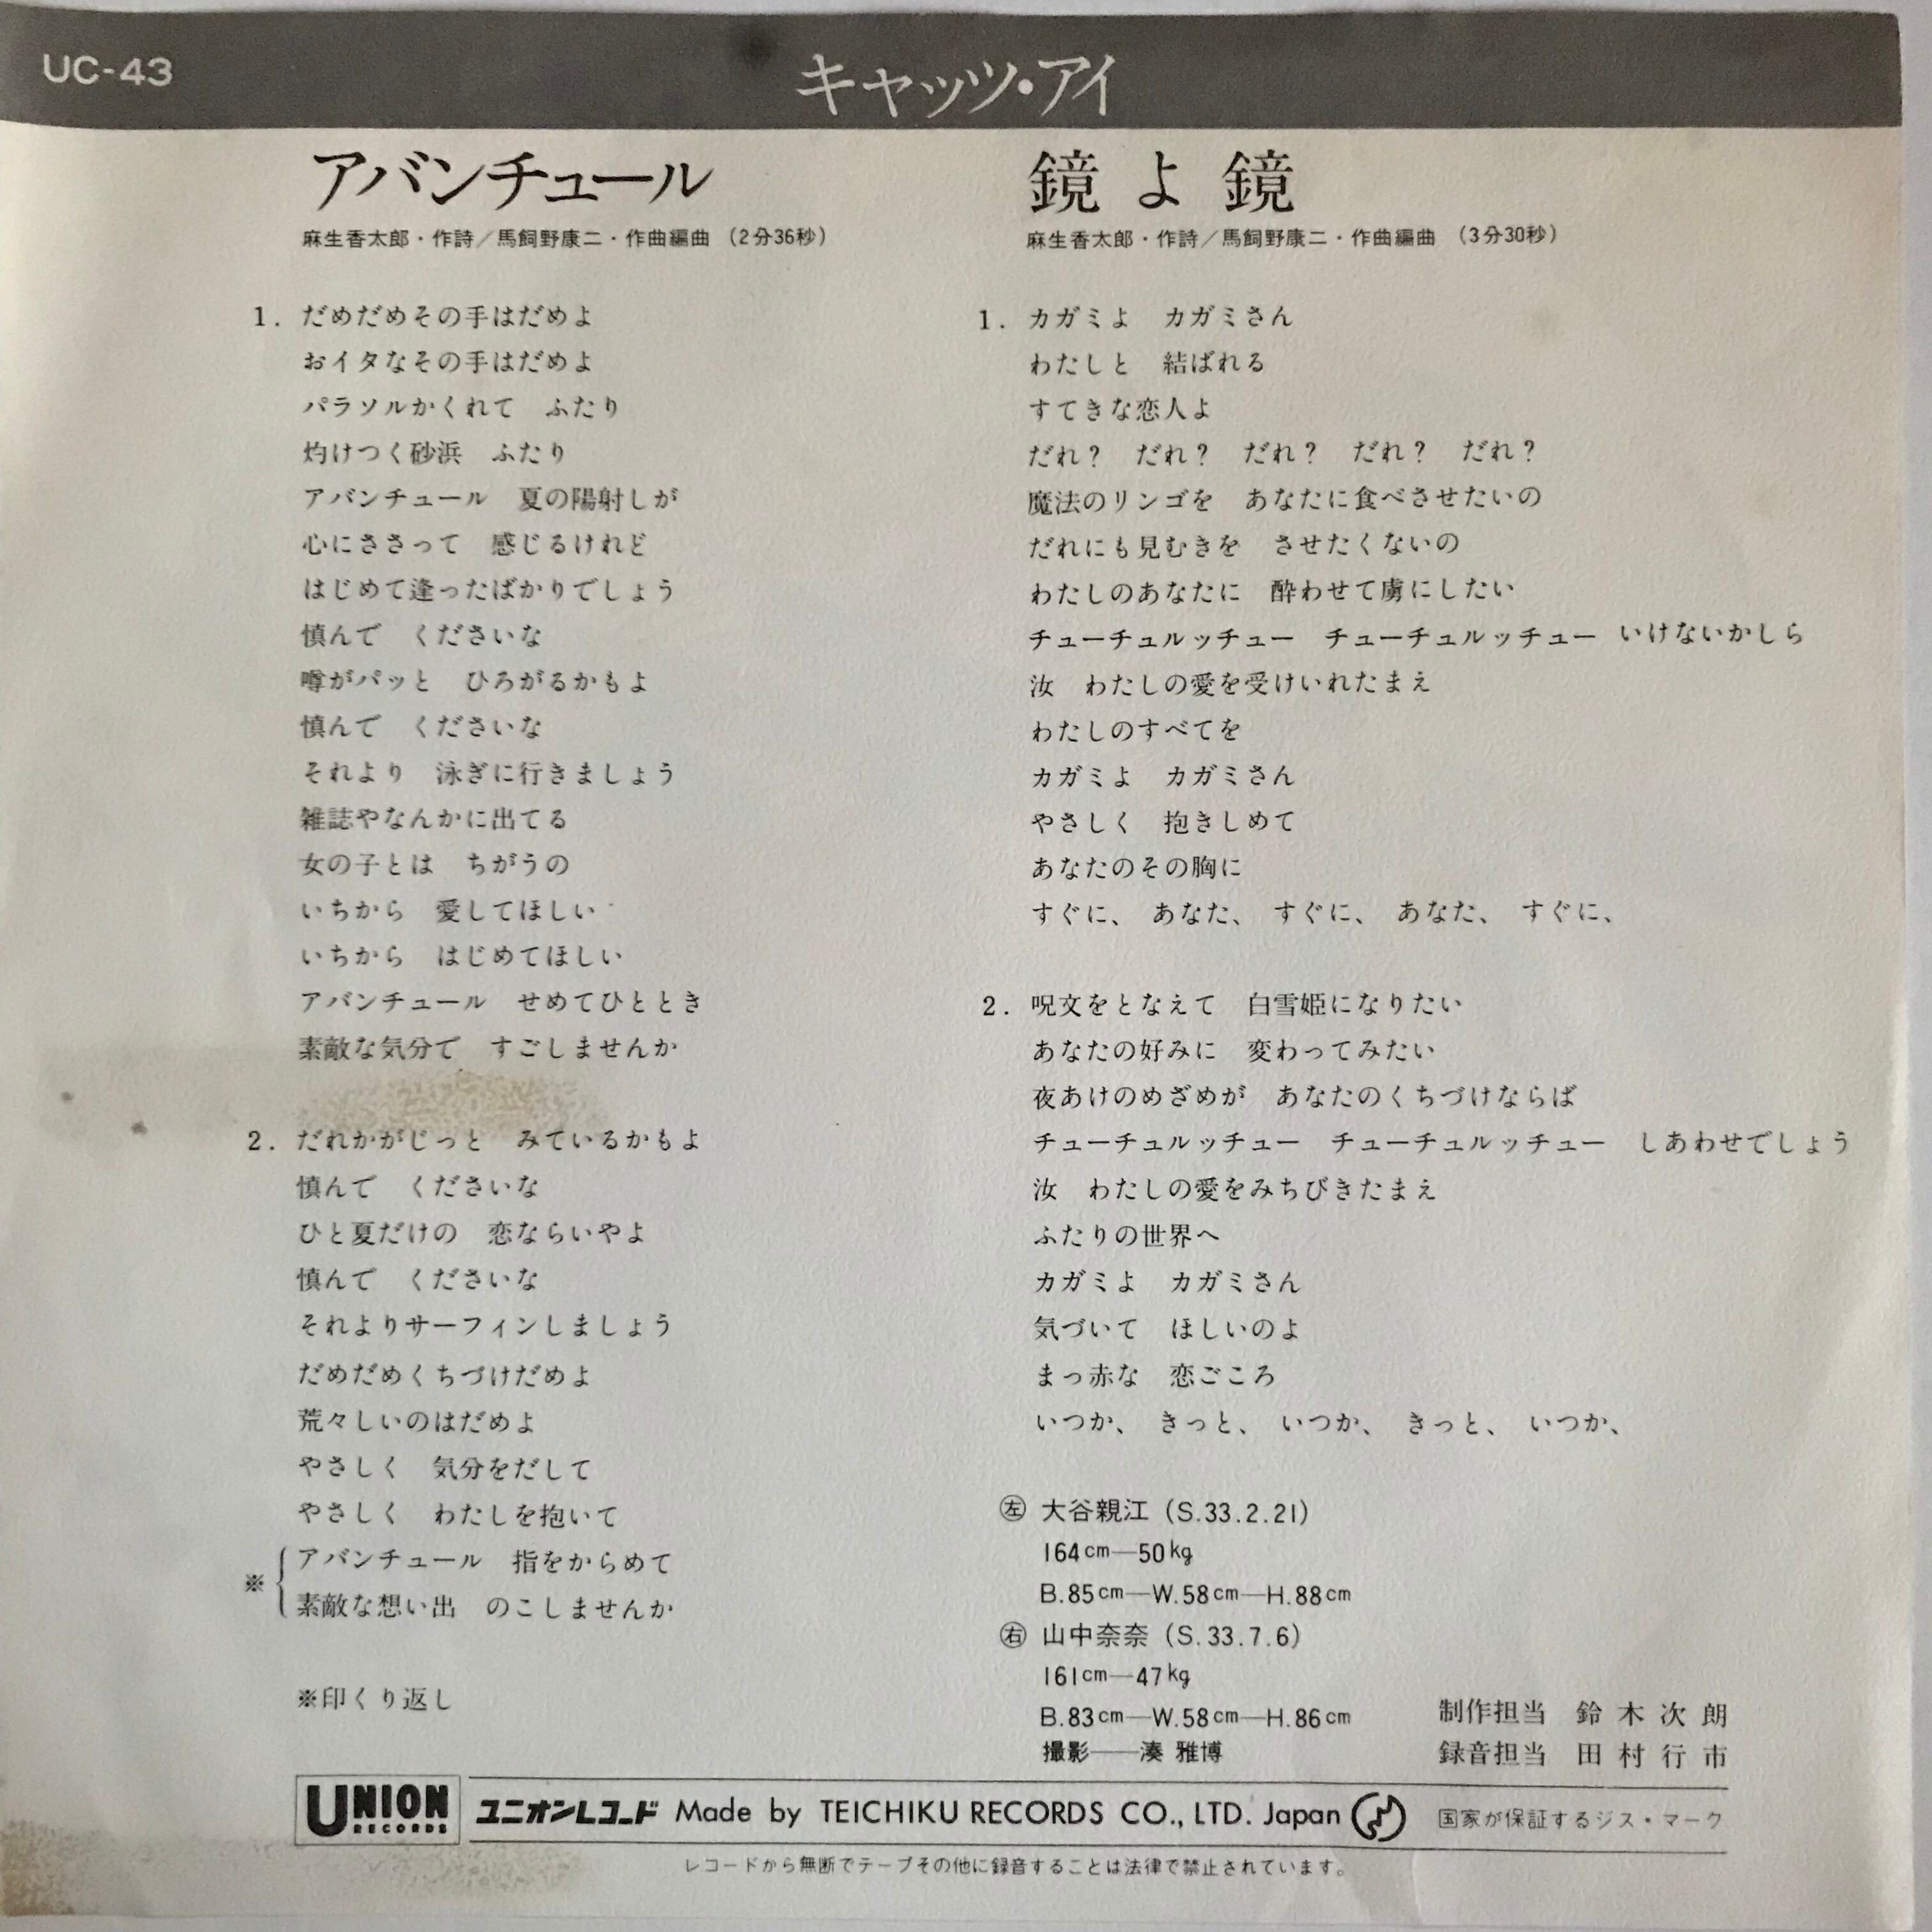 UC-43
キャッツ・アイ
アバンチュール
麻生香太郎・作詩／馬飼野康二・作曲編曲 (2分36秒)
1. だめだめその手はだめよ
おイタなその手はだめよ
パラソルかくれて　ふたり
灼けつく砂浜　ふたり
アバンチュール　夏の陽射しが
心にささって　感じるけれど
はじめて逢ったばかりでしょう
慎んで　くださいな
噂がパッと　ひろがるかもよ
慎んで　くださいな
それより　泳ぎに行きましょう
雑誌やなんかに出てる
女の子とは　ちがうの
いちから　愛してほしい
いちから　はじめてほしい
アバンチュール　せめてひととき
素敵な気分で　すごしませんか
2. だれかがじっと　みているかもよ
慎んで　くださいな
ひと夏だけの　恋ならいやよ
慎んで　くださいな
それよりサーフィンしましょう
だめだめくちづけだめよ
荒々しいのはだめよ
やさしく　気分をだして
やさしく　わたしを抱いて
※{アバンチュール　指をからめて
素敵な想い出　のこしませんか
※印くり返し
鏡よ鏡
麻生香太郎・作詩／馬飼野康二・作曲編曲 (3分30秒)
1. カガミよ　カガミさん
わたしと　結ばれる
すてきな恋人よ
だれ?　だれ?　だれ?　だれ?　だれ?
魔法のリンゴを　あなたに食べさせたいの
だれにも見むきを　させたくないの
わたしのあなたに　酔わせて虜にしたい
チューチュルッチュー　チューチュルッチュー　いけないかしら
汝　わたしの愛を受けいれたまえ
わたしのすべてを
カガミよ　カガミさん
やさしく　抱きしめて
あなたのその胸に
すぐに、　あなた、　すぐに、　あなた、　すぐに、
2. 呪文をとなえて　白雪姫になりたい
あなたの好みに　変わってみたい
夜あけのめざめが　あなたのくちづけならば
チューチュルッチュー　チューチュルッチュー　しあわせでしょう
汝　わたしの愛をみちびきたまえ
ふたりの世界へ
カガミよ　カガミさん
気づいて　ほしいのよ
まっ赤な　恋ごころ
いつか、　きっと、　いつか、　きっと、　いつか、
㊧ 大谷親江 (S.33.2.21)
164cm—50kg
B.85cm—W.58cm—H.88cm
㊨ 山中奈奈 (S.33.7.6)
161cm—47kg
B.83cm—W.58cm—H.86cm
撮影——湊 雅博
制作担当　鈴木次朗
録音担当　田村行市
UNION RECORDS ユニオンレコード Made by TEICHIKU RECORDS CO., LTD. Japan 国家が保証するジス・マーク
レコードから無断でテープその他に録音することは法律で禁止されています。